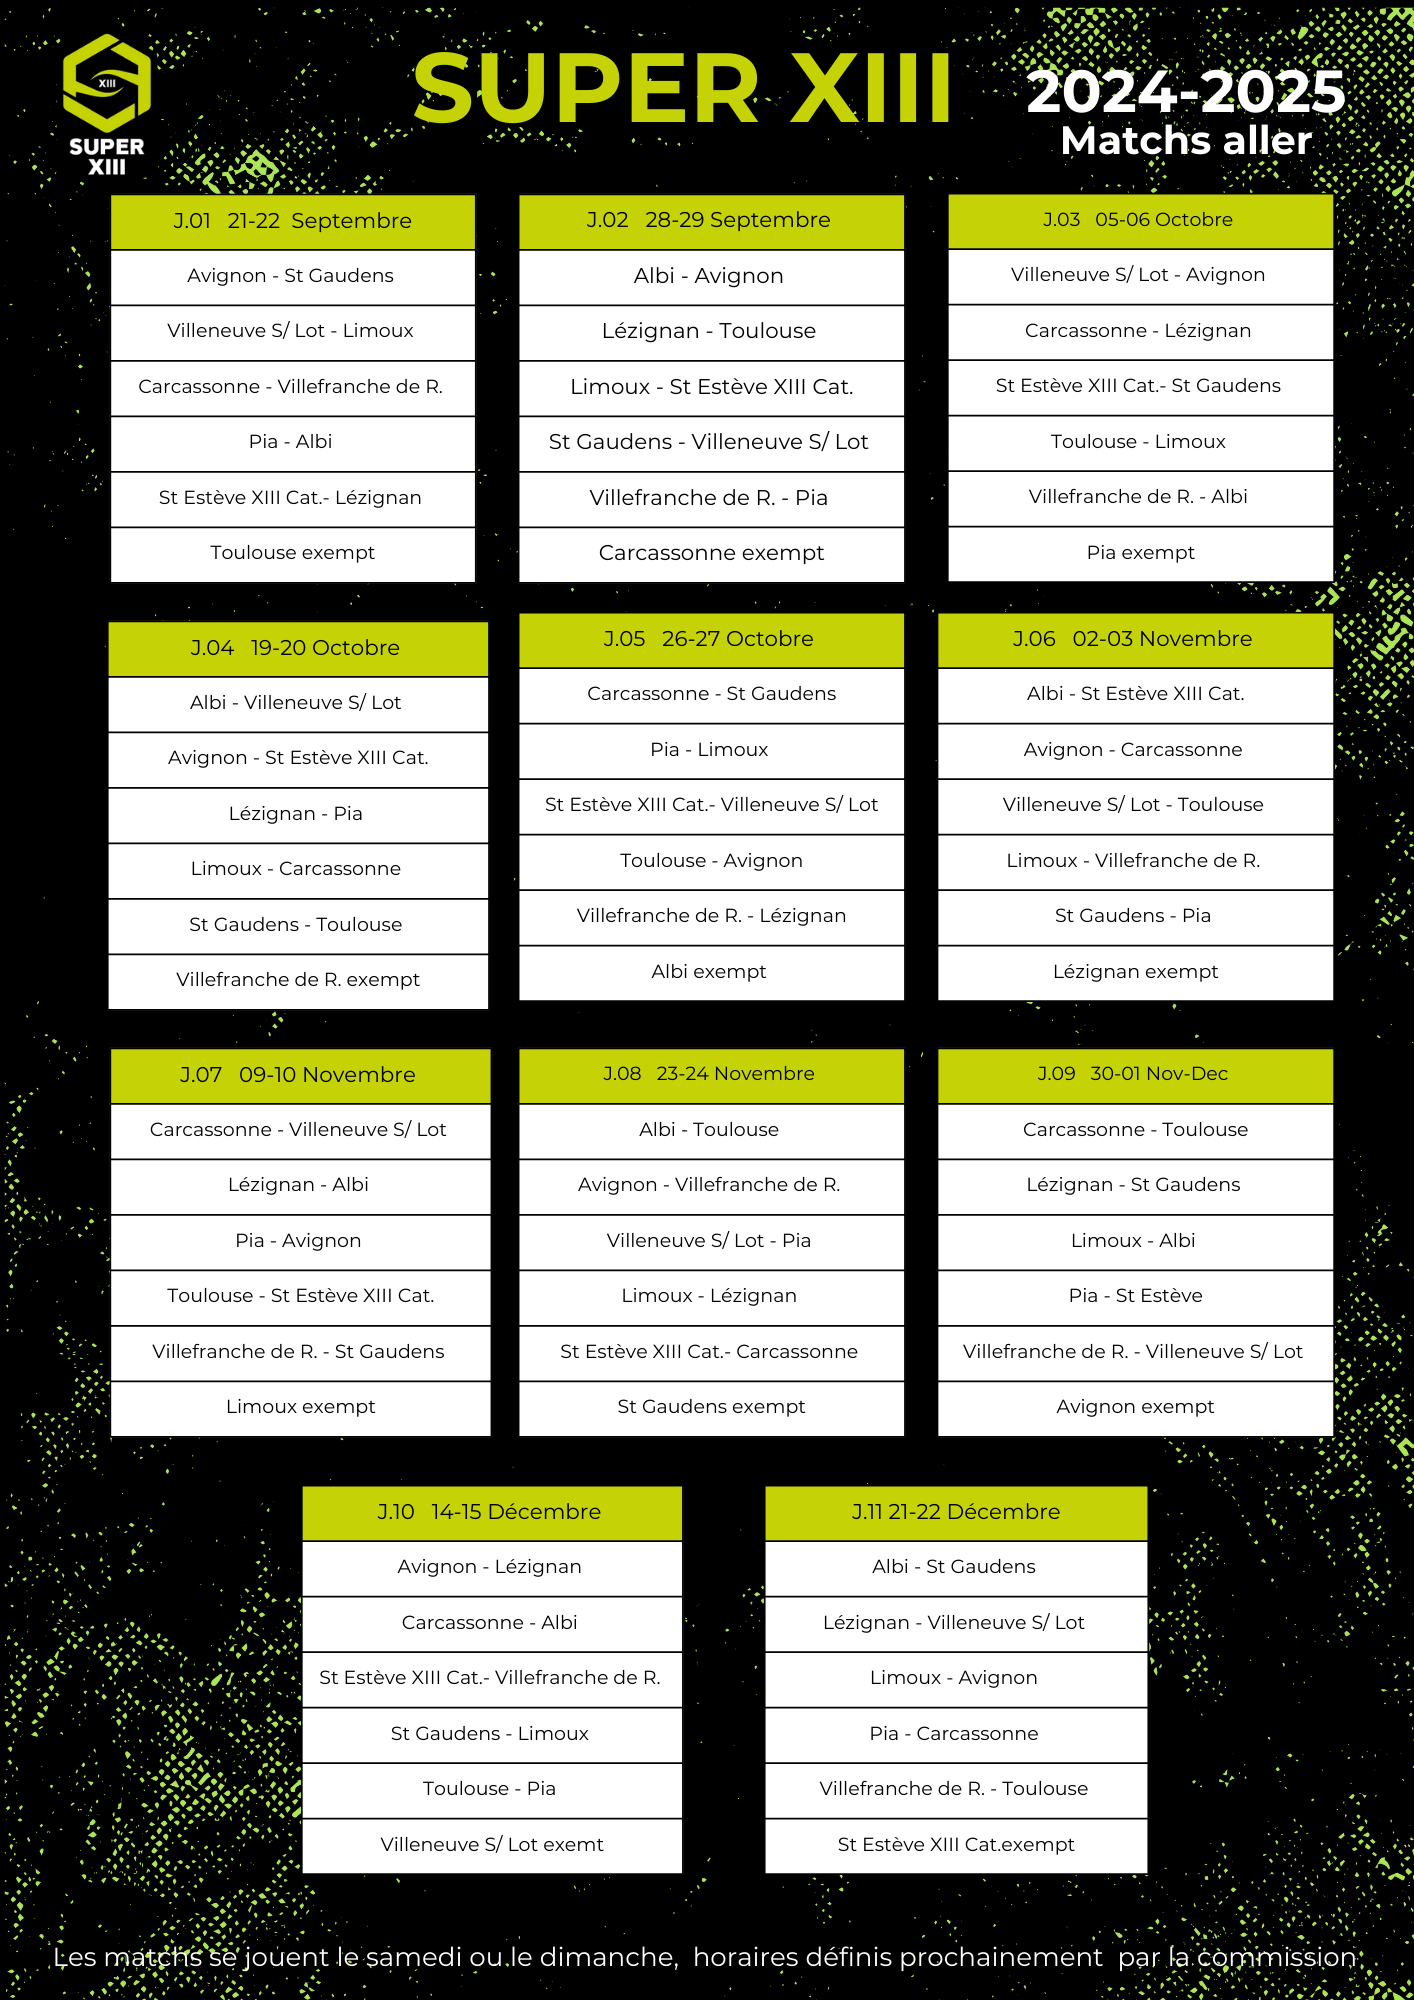 XIII
SUPER
XIII
SUPER XIII
2024-2025
Matchs aller
J.01 21-22 Septembre
Avignon - St Gaudens
Villeneuve S/ Lot - Limoux
Carcassonne - Villefranche de R.
Pia - Albi
St Estève XIII Cat.- Lézignan
Toulouse exempt
J.02 28-29 Septembre
Albi - Avignon
Lézignan - Toulouse
Limoux - St Estève XIII Cat.
St Gaudens - Villeneuve S/ Lot
Villefranche de R. - Pia
Carcassonne exempt
J.03 05-06 Octobre
Villeneuve S/ Lot - Avignon
Carcassonne - Lézignan
St Estève XIII Cat.- St Gaudens
Toulouse - Limoux
Villefranche de R. - Albi
Pia exempt
J.04 19-20 Octobre
Albi - Villeneuve S/ Lot
Avignon - St Estève XIII Cat.
Lézignan - Pia
Limoux - Carcassonne
St Gaudens - Toulouse
Villefranche de R. exempt
J.05 26-27 Octobre
Carcassonne - St Gaudens
Pia - Limoux
St Estève XIII Cat.- Villeneuve S/ Lot
Toulouse - Avignon
Villefranche de R. - Lézignan
Albi exempt
J.06 02-03 Novembre
Albi - St Estève XIII Cat.
Avignon - Carcassonne
Villeneuve S/ Lot - Toulouse
Limoux - Villefranche de R.
St Gaudens - Pia
Lézignan exempt
J.07 09-10 Novembre
Carcassonne - Villeneuve S/ Lot
Lézignan - Albi
Pia - Avignon
Toulouse - St Estève XIII Cat.
Villefranche de R. - St Gaudens
Limoux exempt
J.08 23-24 Novembre
Albi - Toulouse
Avignon - Villefranche de R.
Villeneuve S/ Lot - Pia
Limoux - Lézignan
St Estève XIII Cat.- Carcassonne
St Gaudens exempt
J.09 30-01 Nov-Dec
Carcassonne - Toulouse
Lézignan - St Gaudens
Limoux - Albi
Pia - St Estève
Villefranche de R. - Villeneuve S/ Lot
Avignon exempt
J.10 14-15 Décembre
Avignon - Lézignan
Carcassonne - Albi
St Estève XIII Cat.- Villefranche de R.
St Gaudens - Limoux
Toulouse - Pia
Villeneuve S/ Lot exemt
J.11 21-22 Décembre
Albi - St Gaudens
Lézignan - Villeneuve S/ Lot
Limoux - Avignon
Pia - Carcassonne
Villefranche de R. - Toulouse
St Estève XIII Cat.exempt
Les matchs se jouent le samedi ou le dimanche, horaires définis prochainement par la commission